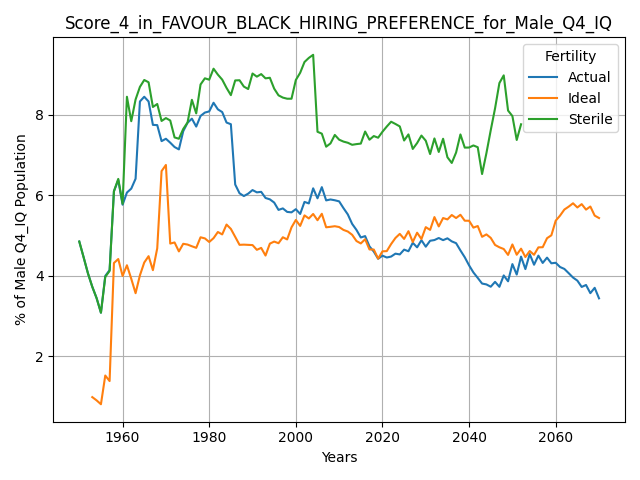 Score_4_in_FAVOUR_BLACK_HIRING_PREFERENCE_for_Male_Q4_IQ
Fertility
Actual
Ideal
Sterile
% of Male Q4_IQ Population
8
6
4
2
1960 1980 2000 2020 2040 2060
Years